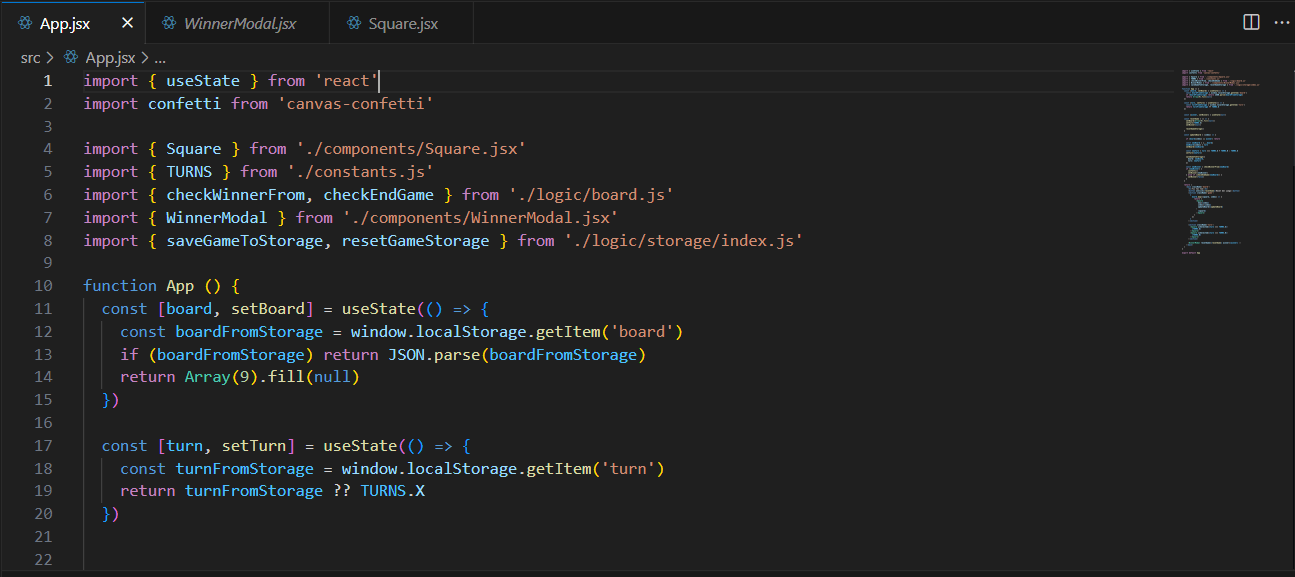 App.jsx WinnerModal.jsx Square.jsx
src > App.jsx > ...
1 import { useState } from 'react'
2 import confetti from 'canvas-confetti'
3
4 import { Square } from './components/Square.jsx'
5 import { TURNS } from './constants.js'
6 import { checkWinnerFrom, checkEndGame } from './logic/board.js'
7 import { WinnerModal } from './components/WinnerModal.jsx'
8 import { saveGameToStorage, resetGameStorage } from './logic/storage/index.js'
9
10 function App () {
11   const [board, setBoard] = useState(() => {
12     const boardFromStorage = window.localStorage.getItem('board')
13     if (boardFromStorage) return JSON.parse(boardFromStorage)
14     return Array(9).fill(null)
15   })
16
17   const [turn, setTurn] = useState(() => {
18     const turnFromStorage = window.localStorage.getItem('turn')
19     return turnFromStorage ?? TURNS.X
20   })
21
22